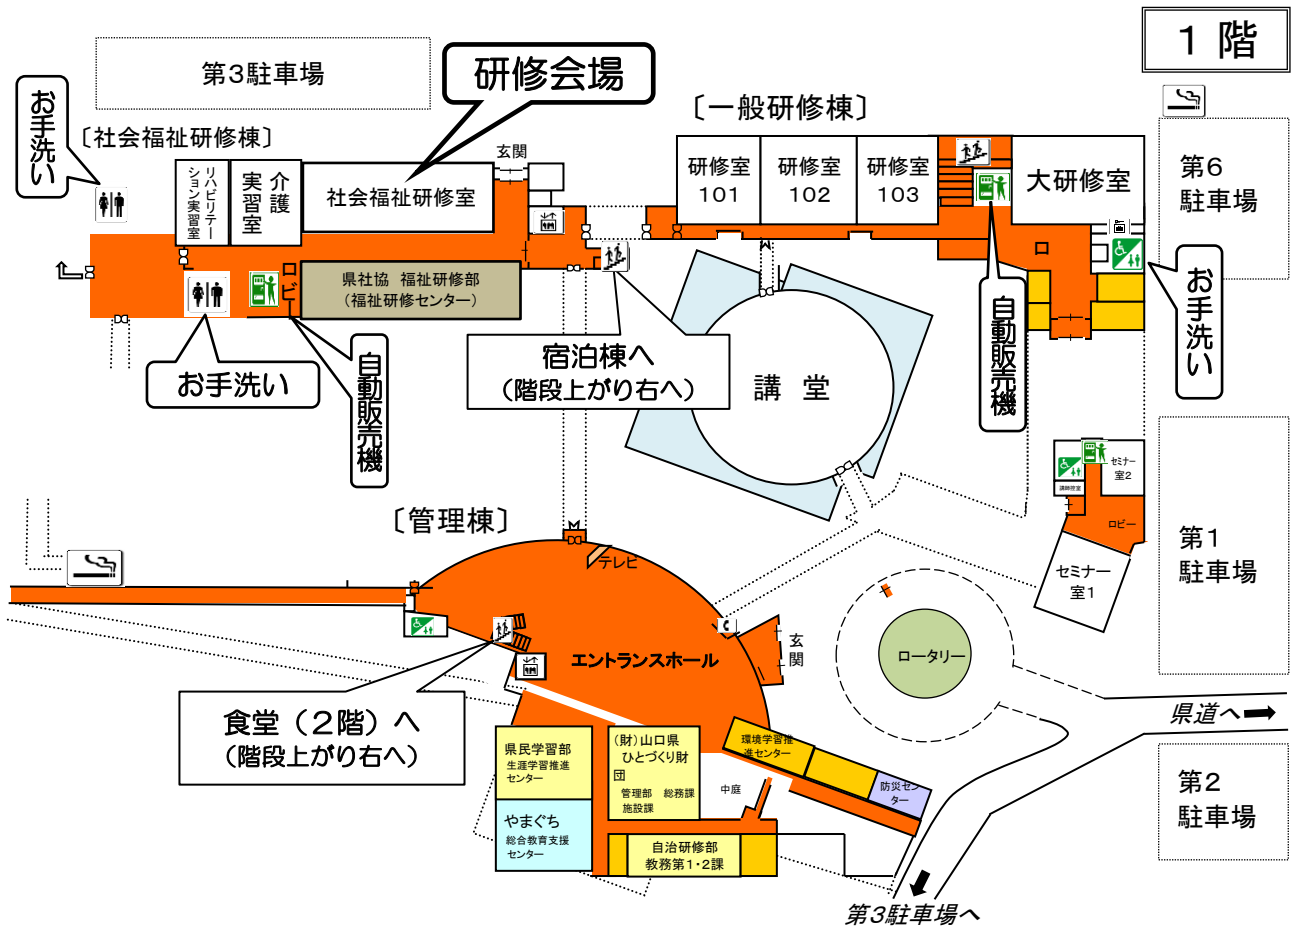 1 階
第3駐車場
研修会場
お手洗い
〔社会福祉研修棟〕
〔一般研修棟〕
玄関
リハビリテー
ション実習室
介護
実習室
社会福祉研修室
研修室
101
研修室
102
研修室
103
大研修室
第6
駐車場
ロビ
県社協 福祉研修部
(福祉研修センター)
ロ
お手洗い
自動販売機
宿泊棟へ
(階段上がり右へ)
講 堂
自動販売機
お手洗い
セミナー
室2
講師控室
ロビー
セミナー
室1
第1
駐車場
〔管理棟〕
テレビ
エントランスホール
玄関
ロータリー
食堂(2階)へ
(階段上がり右へ)
県道へ
県民学習部
生涯学習推進
センター
(財)山口県
ひとづくり財
団
管理部 総務課
施設課
環境学習推
進センター
防災セン
ター
中庭
やまぐち
総合教育支援
センター
自治研修部
教務第1・2課
第2
駐車場
第3駐車場へ